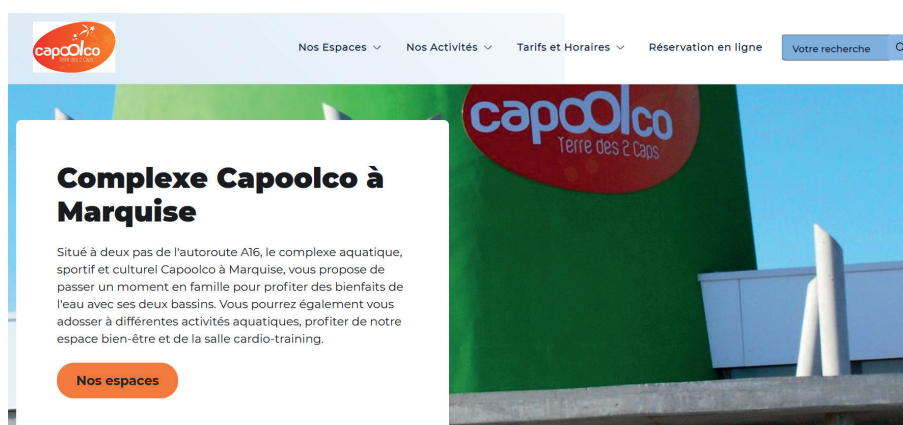 capoolco
Terre des 2 Caps
Nos Espaces
Nos Activités
Tarifs et Horaires
Réservation en ligne
Votre recherche
capoolco
Terre des 2 Caps
Complexe Capoolco à
Marquise
Situé à deux pas de l'autoroute A16, le complexe aquatique,
sportif et culturel Capoolco à Marquise, vous propose de
passer un moment en famille pour profiter des bienfaits de
l'eau avec ses deux bassins. Vous pourrez également vous
adosser à différentes activités aquatiques, profiter de notre
espace bien-être et de la salle cardio-training.
Nos espaces